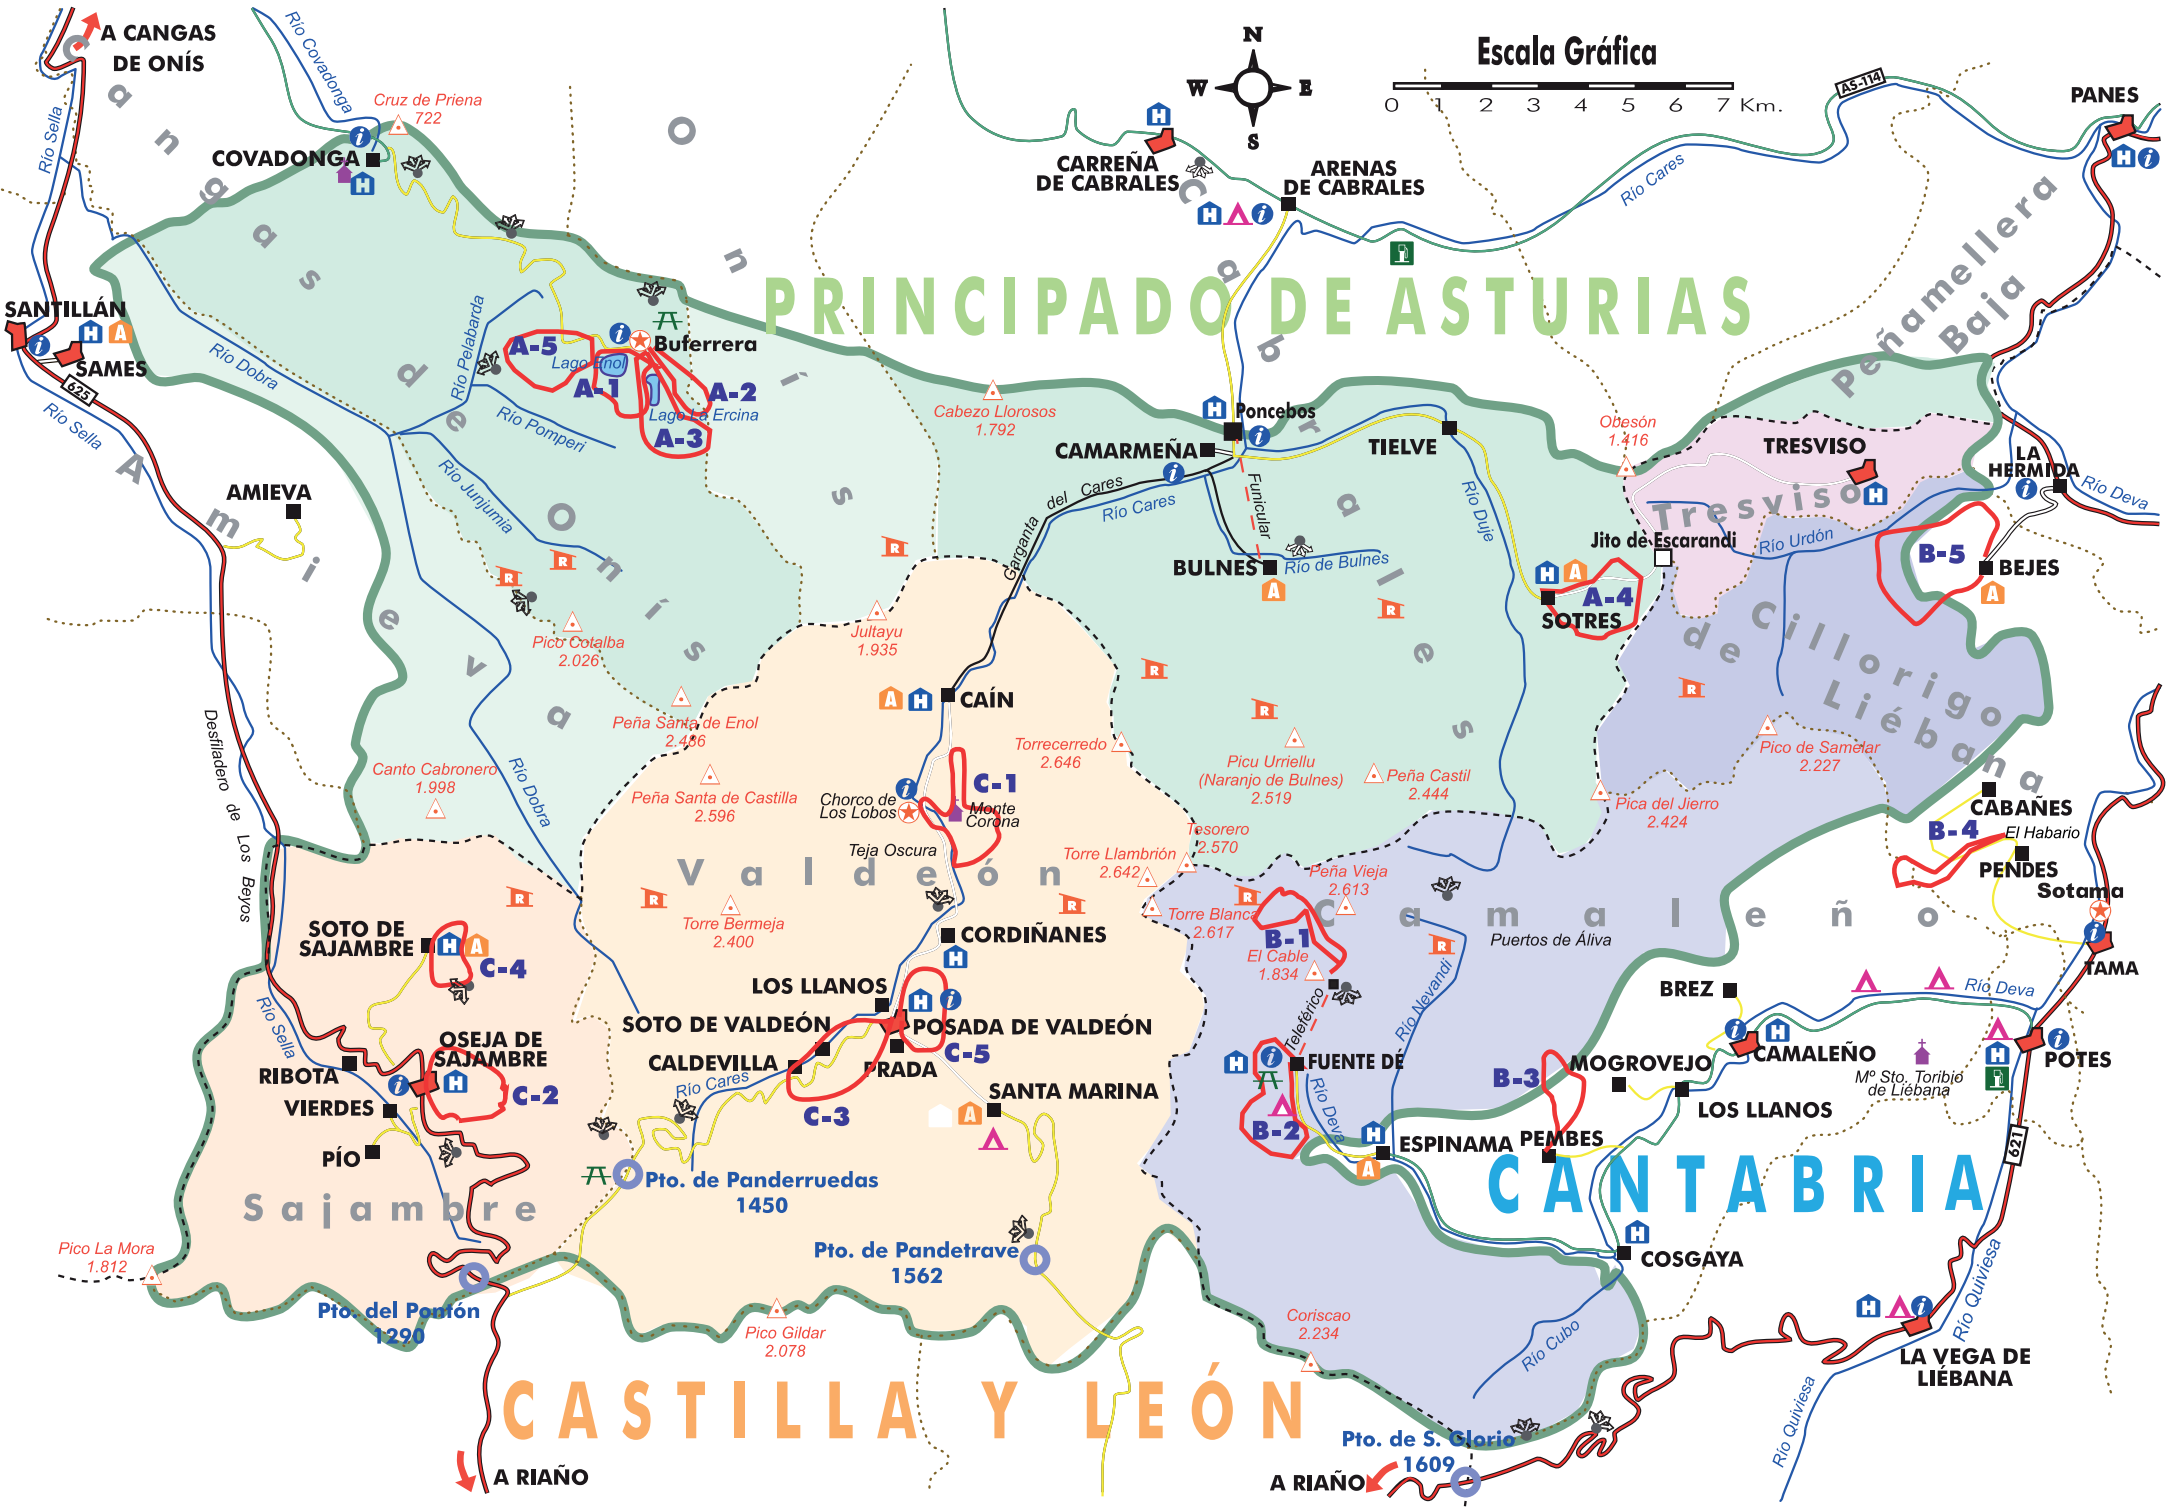 A CANGAS
DE ONÍS
Río Covadonga
Cruz de Priena
722
COVADONGA
Río Sella
Cangas de Onís
Onís
N
W
E
S
Escala Gráfica
0 1 2 3 4 5 6 7 Km.
AS-114
PANES
CARREÑA
DE CABRALES
ARENAS
DE CABRALES
Cabrales
Río Cares
Peñamellera
Baja
PRINCIPADO DE ASTURIAS
SANTILLÁN
SAMES
625
Río Sella
Río Dobra
Río Pelabarda
Río Pomperi
Río Junjumia
A-5
Lago Enol
Buferrera
A-1
A-2
Lago La Ercina
A-3
Cabezo Llorosos
1.792
Poncebos
CAMARMEÑA
TIELVE
Obesón
1.416
TRESVISO
Tresviso
LA
HERMIDA
Río Deva
AMIEVA
Amieva
Garganta del Cares
Río Cares
Funicular
BULNES
Río de Bulnes
Río Duje
Jito de Escarandi
Río Urdón
B-5
BEJES
A-4
SOTRES
Cillorigo
de
Liébana
Pico Cotalba
2.026
Jultayu
1.935
CAÍN
Peña Santa de Enol
2.486
Torrecerredo
2.646
Picu Urriellu
(Naranjo de Bulnes)
2.519
Peña Castil
2.444
Pico de Samelar
2.227
Pica del Jierro
2.424
Desfiladero de Los Beyos
Canto Cabronero
1.998
Río Dobra
Peña Santa de Castilla
2.596
Chorco de
Los Lobos
C-1
Monte
Corona
Teja Oscura
Valdeón
Tesorero
2.570
Torre Llambrión
2.642
Peña Vieja
2.613
Torre Blanca
2.617
Camaleño
CABAÑES
B-4
El Habario
PENDES
Sotama
TAMA
Torre Bermeja
2.400
SOTO DE
SAJAMBRE
C-4
CORDIÑANES
B-1
El Cable
1.834
Puertos de Áliva
Río Nevandi
Teleférico
BREZ
Río Deva
LOS LLANOS
SOTO DE VALDEÓN
POSADA DE VALDEÓN
CALDEVILLA
PRADA
C-5
C-3
Río Cares
SANTA MARINA
Río Sella
OSEJA DE
SAJAMBRE
RIBOTA
VIERDES
C-2
PÍO
Sajambre
FUENTE DÉ
Río Deva
B-2
ESPINAMA
B-3
PEMBES
MOGROVEJO
CAMALEÑO
LOS LLANOS
Mº Sto. Toribio
de Liébana
POTES
621
CANTABRIA
Pto. de Panderruedas
1450
Pto. de Pandetrave
1562
Pico La Mora
1.812
Pto. del Pontón
1290
Pico Gildar
2.078
Coriscao
2.234
COSGAYA
Río Cubo
Río Quiviesa
LA VEGA DE
LIÉBANA
Río Quiviesa
CASTILLA Y LEÓN
A RIAÑO
Pto. de S. Glorio
1609
A RIAÑO